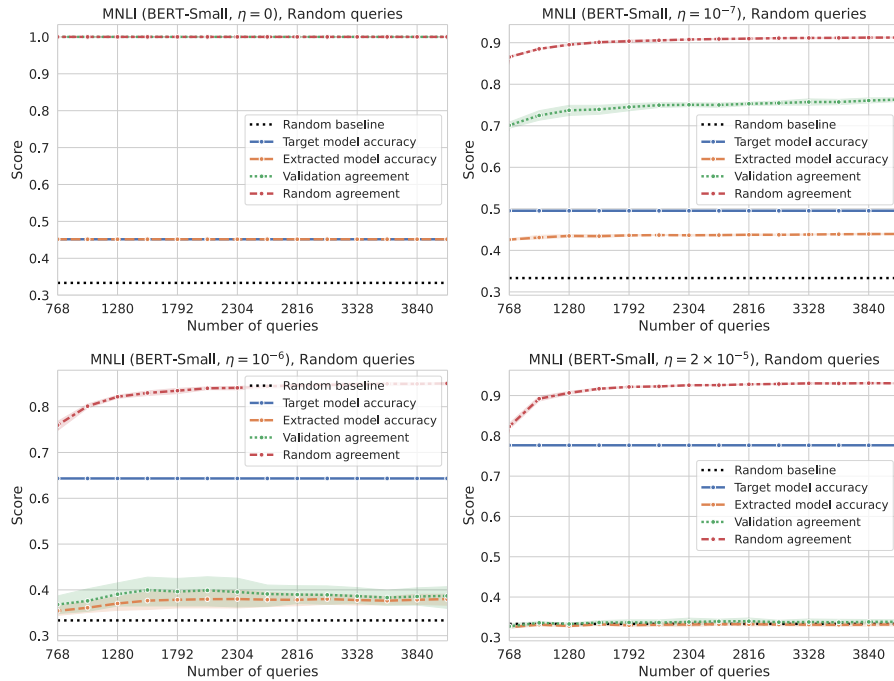 MNLI (BERT-Small, η = 0), Random queries
1.0
0.9
0.8
0.7
0.6
0.5
0.4
0.3
Score
Random baseline
Target model accuracy
Extracted model accuracy
Validation agreement
Random agreement
768 1280 1792 2304 2816 3328 3840
Number of queries
MNLI (BERT-Small, η = 10⁻⁷), Random queries
0.9
0.8
0.7
0.6
0.5
0.4
0.3
Score
Random baseline
Target model accuracy
Extracted model accuracy
Validation agreement
Random agreement
768 1280 1792 2304 2816 3328 3840
Number of queries
MNLI (BERT-Small, η = 10⁻⁶), Random queries
0.8
0.7
0.6
0.5
0.4
0.3
Score
Random baseline
Target model accuracy
Extracted model accuracy
Validation agreement
Random agreement
768 1280 1792 2304 2816 3328 3840
Number of queries
MNLI (BERT-Small, η = 2 × 10⁻⁵), Random queries
0.9
0.8
0.7
0.6
0.5
0.4
0.3
Score
Random baseline
Target model accuracy
Extracted model accuracy
Validation agreement
Random agreement
768 1280 1792 2304 2816 3328 3840
Number of queries